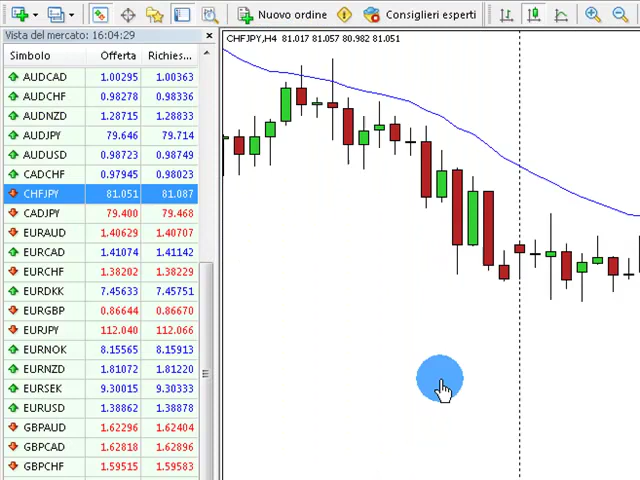 Nuovo ordine
Consiglieri esperti
Vista del mercato: 16:04:29
Simbolo Offerta Richies...
AUDCAD 1.00295 1.00363
AUDCHF 0.98278 0.98336
AUDNZD 1.28715 1.28833
AUDJPY 79.646 79.714
AUDUSD 0.98723 0.98749
CADCHF 0.97945 0.98023
CHFJPY 81.051 81.087
CADJPY 79.400 79.468
EURAUD 1.40629 1.40707
EURCAD 1.41074 1.41142
EURCHF 1.38202 1.38229
EURDKK 7.45633 7.45751
EURGBP 0.86644 0.86670
EURJPY 112.040 112.066
EURNOK 8.15565 8.15913
EURNZD 1.81072 1.81220
EURSEK 9.30015 9.30333
EURUSD 1.38862 1.38878
GBPAUD 1.62296 1.62404
GBPCAD 1.62818 1.62896
GBPCHF 1.59515 1.59583
CHFJPY,H4 81.017 81.057 80.982 81.051